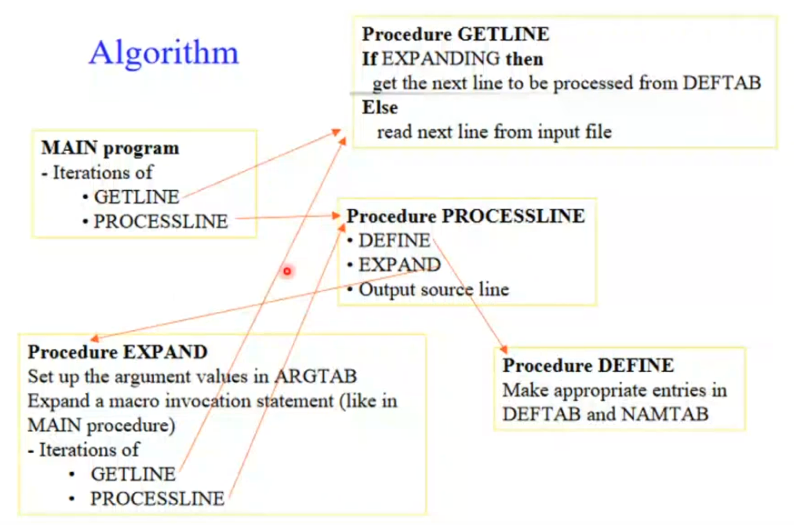 Algorithm
Procedure GETLINE
If EXPANDING then
get the next line to be processed from DEFTAB
Else
read next line from input file
MAIN program
- Iterations of
• GETLINE
• PROCESSLINE
Procedure PROCESSLINE
• DEFINE
• EXPAND
• Output source line
Procedure EXPAND
Set up the argument values in ARGTAB
Expand a macro invocation statement (like in
MAIN procedure)
- Iterations of
• GETLINE
• PROCESSLINE
Procedure DEFINE
Make appropriate entries in
DEFTAB and NAMTAB